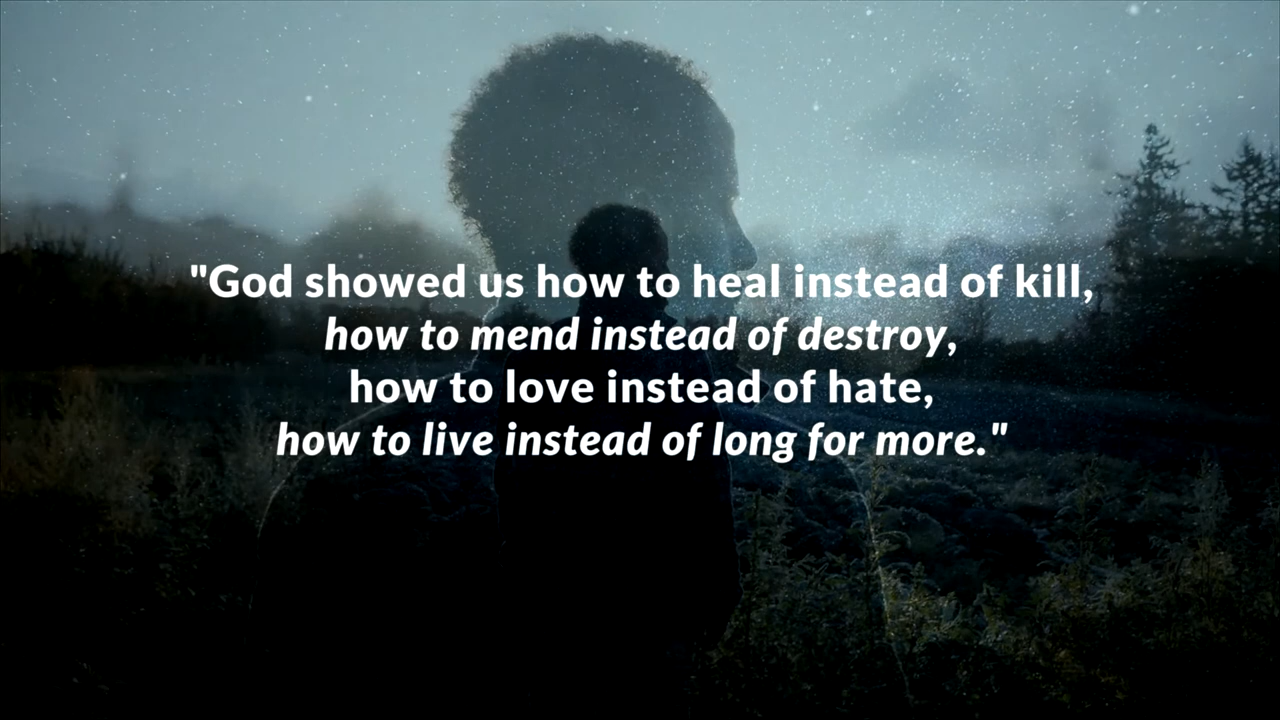 "God showed us how to heal instead of kill,
how to mend instead of destroy,
how to love instead of hate,
how to live instead of long for more."